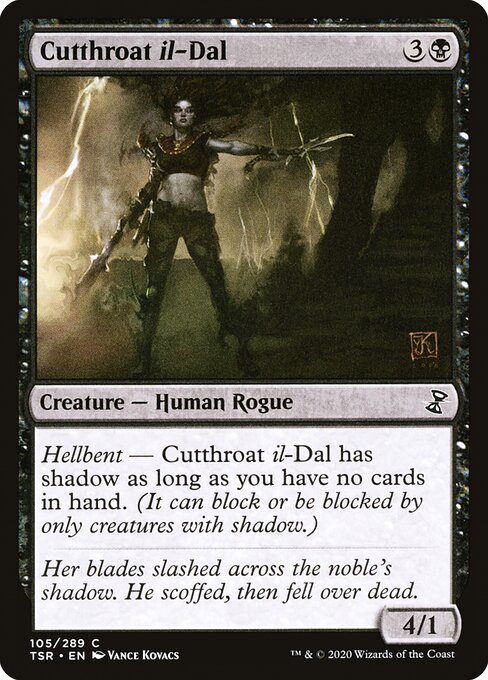 Cutthroat il-Dal 3
Creature — Human Rogue
Hellbent — Cutthroat il-Dal has
shadow as long as you have no cards
in hand. (It can block or be blocked by
only creatures with shadow.)
Her blades slashed across the noble's
shadow. He scoffed, then fell over dead.
4/1
105/289 C
TSR • EN VANCE KOVACS
™ & © 2020 Wizards of the Coast